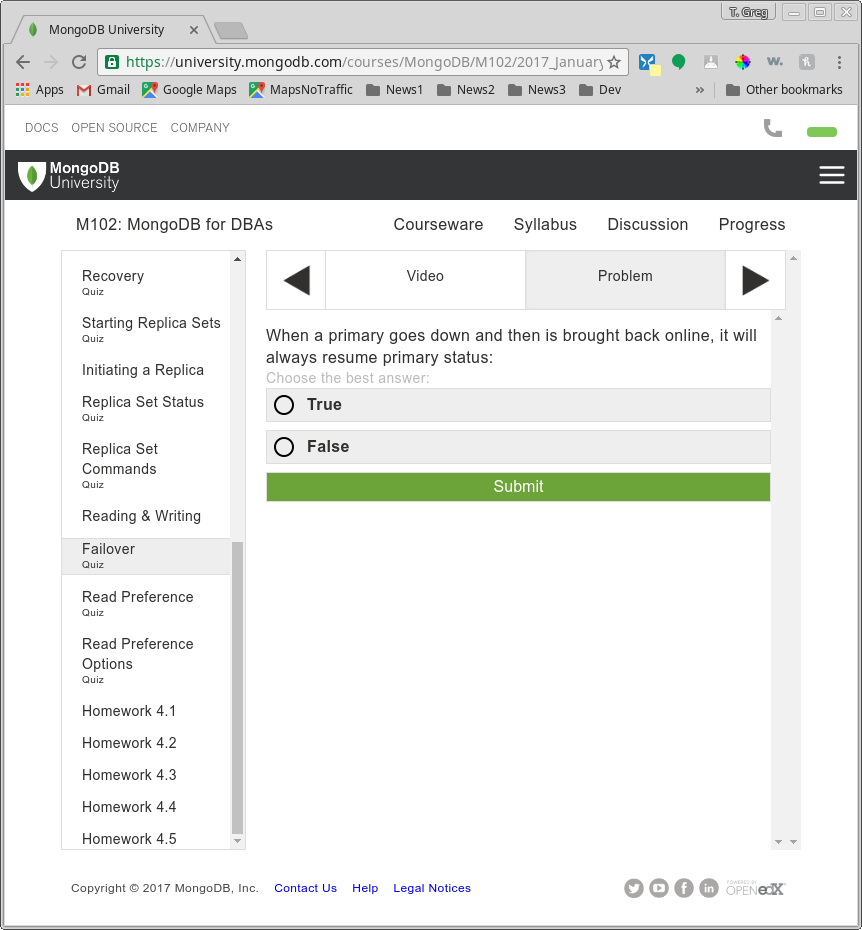 T. Greg
MongoDB University
https://university.mongodb.com/courses/MongoDB/M102/2017_January
Apps Gmail Google Maps MapsNoTraffic News1 News2 News3 Dev » Other bookmarks
DOCS OPEN SOURCE COMPANY
MongoDB
University
M102: MongoDB for DBAs Courseware Syllabus Discussion Progress
Recovery
Quiz
Starting Replica Sets
Quiz
Initiating a Replica
Replica Set Status
Quiz
Replica Set
Commands
Quiz
Reading & Writing
Failover
Quiz
Read Preference
Quiz
Read Preference
Options
Quiz
Homework 4.1
Homework 4.2
Homework 4.3
Homework 4.4
Homework 4.5
Video Problem
When a primary goes down and then is brought back online, it will
always resume primary status:
Choose the best answer:
True
False
Submit
Copyright © 2017 MongoDB, Inc. Contact Us Help Legal Notices
POWERED BY
OPEN edX